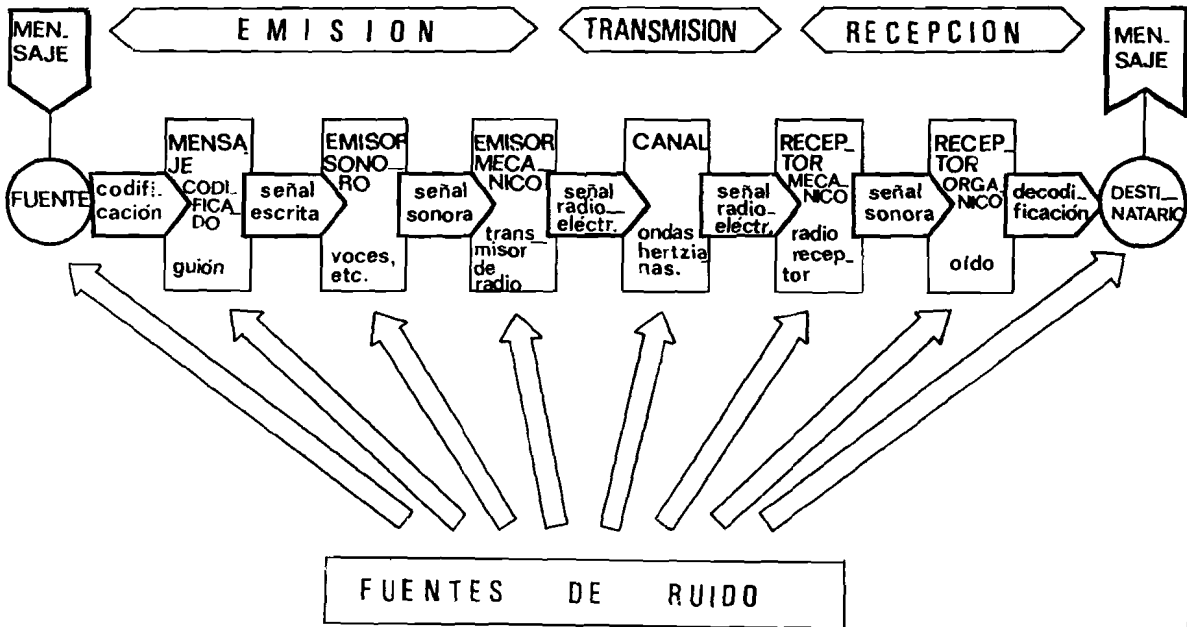 MEN_
SAJE
EMISION
TRANSMISION
RECEPCION
MEN_
SAJE
FUENTE
codifi_
cación
MENSA_
JE
CODI_
FICA_
DO
guión
señal
escrita
EMISOR
SONO_
RO
voces,
etc.
señal
sonora
EMISOR
MECA_
NICO
trans_
misor
de
radio
señal
radio_
eléctr.
CANAL
ondas
hertzia
nas.
señal
radio_
eléctr.
RECEP_
TOR
MECA_
NICO
radio
recep_
tor
señal
sonora
RECEP_
TOR
ORGA_
NICO
oído
decodi_
ficación
DESTI_
NATARIO
FUENTES DE RUIDO